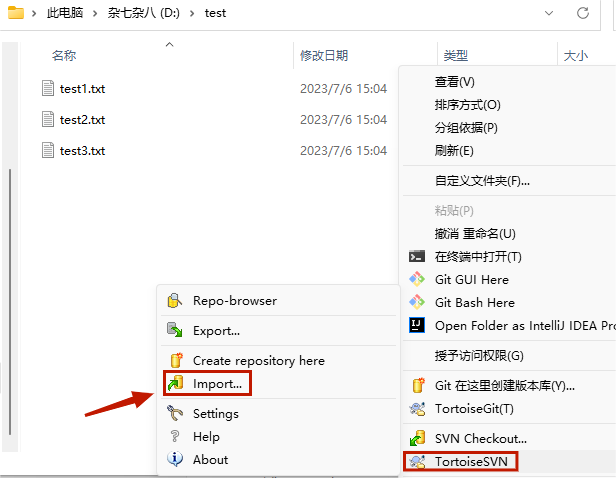 此电脑 > 杂七杂八 (D:) > test
名称 修改日期 类型 大小
test1.txt 2023/7/6 15:04
test2.txt 2023/7/6 15:04
test3.txt 2023/7/6 15:04
查看(V)
排序方式(O)
分组依据(P)
刷新(E)
自定义文件夹(F)...
粘贴(P)
撤消 重命名(U)
在终端中打开(T)
Git GUI Here
Git Bash Here
Open Folder as IntelliJ IDEA Pro
授予访问权限(G)
Git 在这里创建版本库(Y)...
TortoiseGit(T)
SVN Checkout...
TortoiseSVN
Repo-browser
Export...
Create repository here
Import...
Settings
Help
About